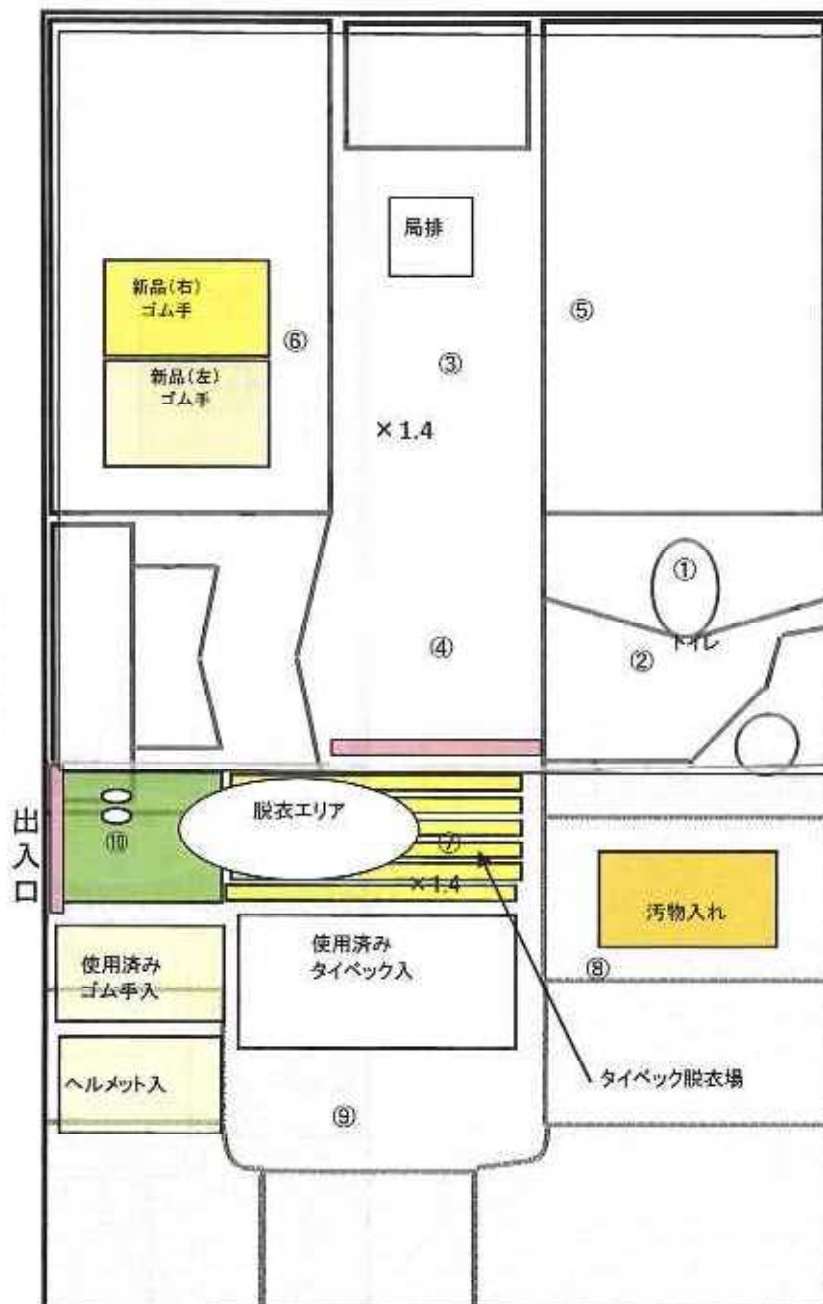 局排
新品(右)
ゴム手
⑥
新品(左)
ゴム手
③
⑤
×1.4
①
④
②
トイレ
出入口
⑩
脱衣エリア
⑦
×1.4
使用済み
ゴム手入
使用済み
タイベック入
汚物入れ
⑧
ヘルメット入
タイベック脱衣場
⑨